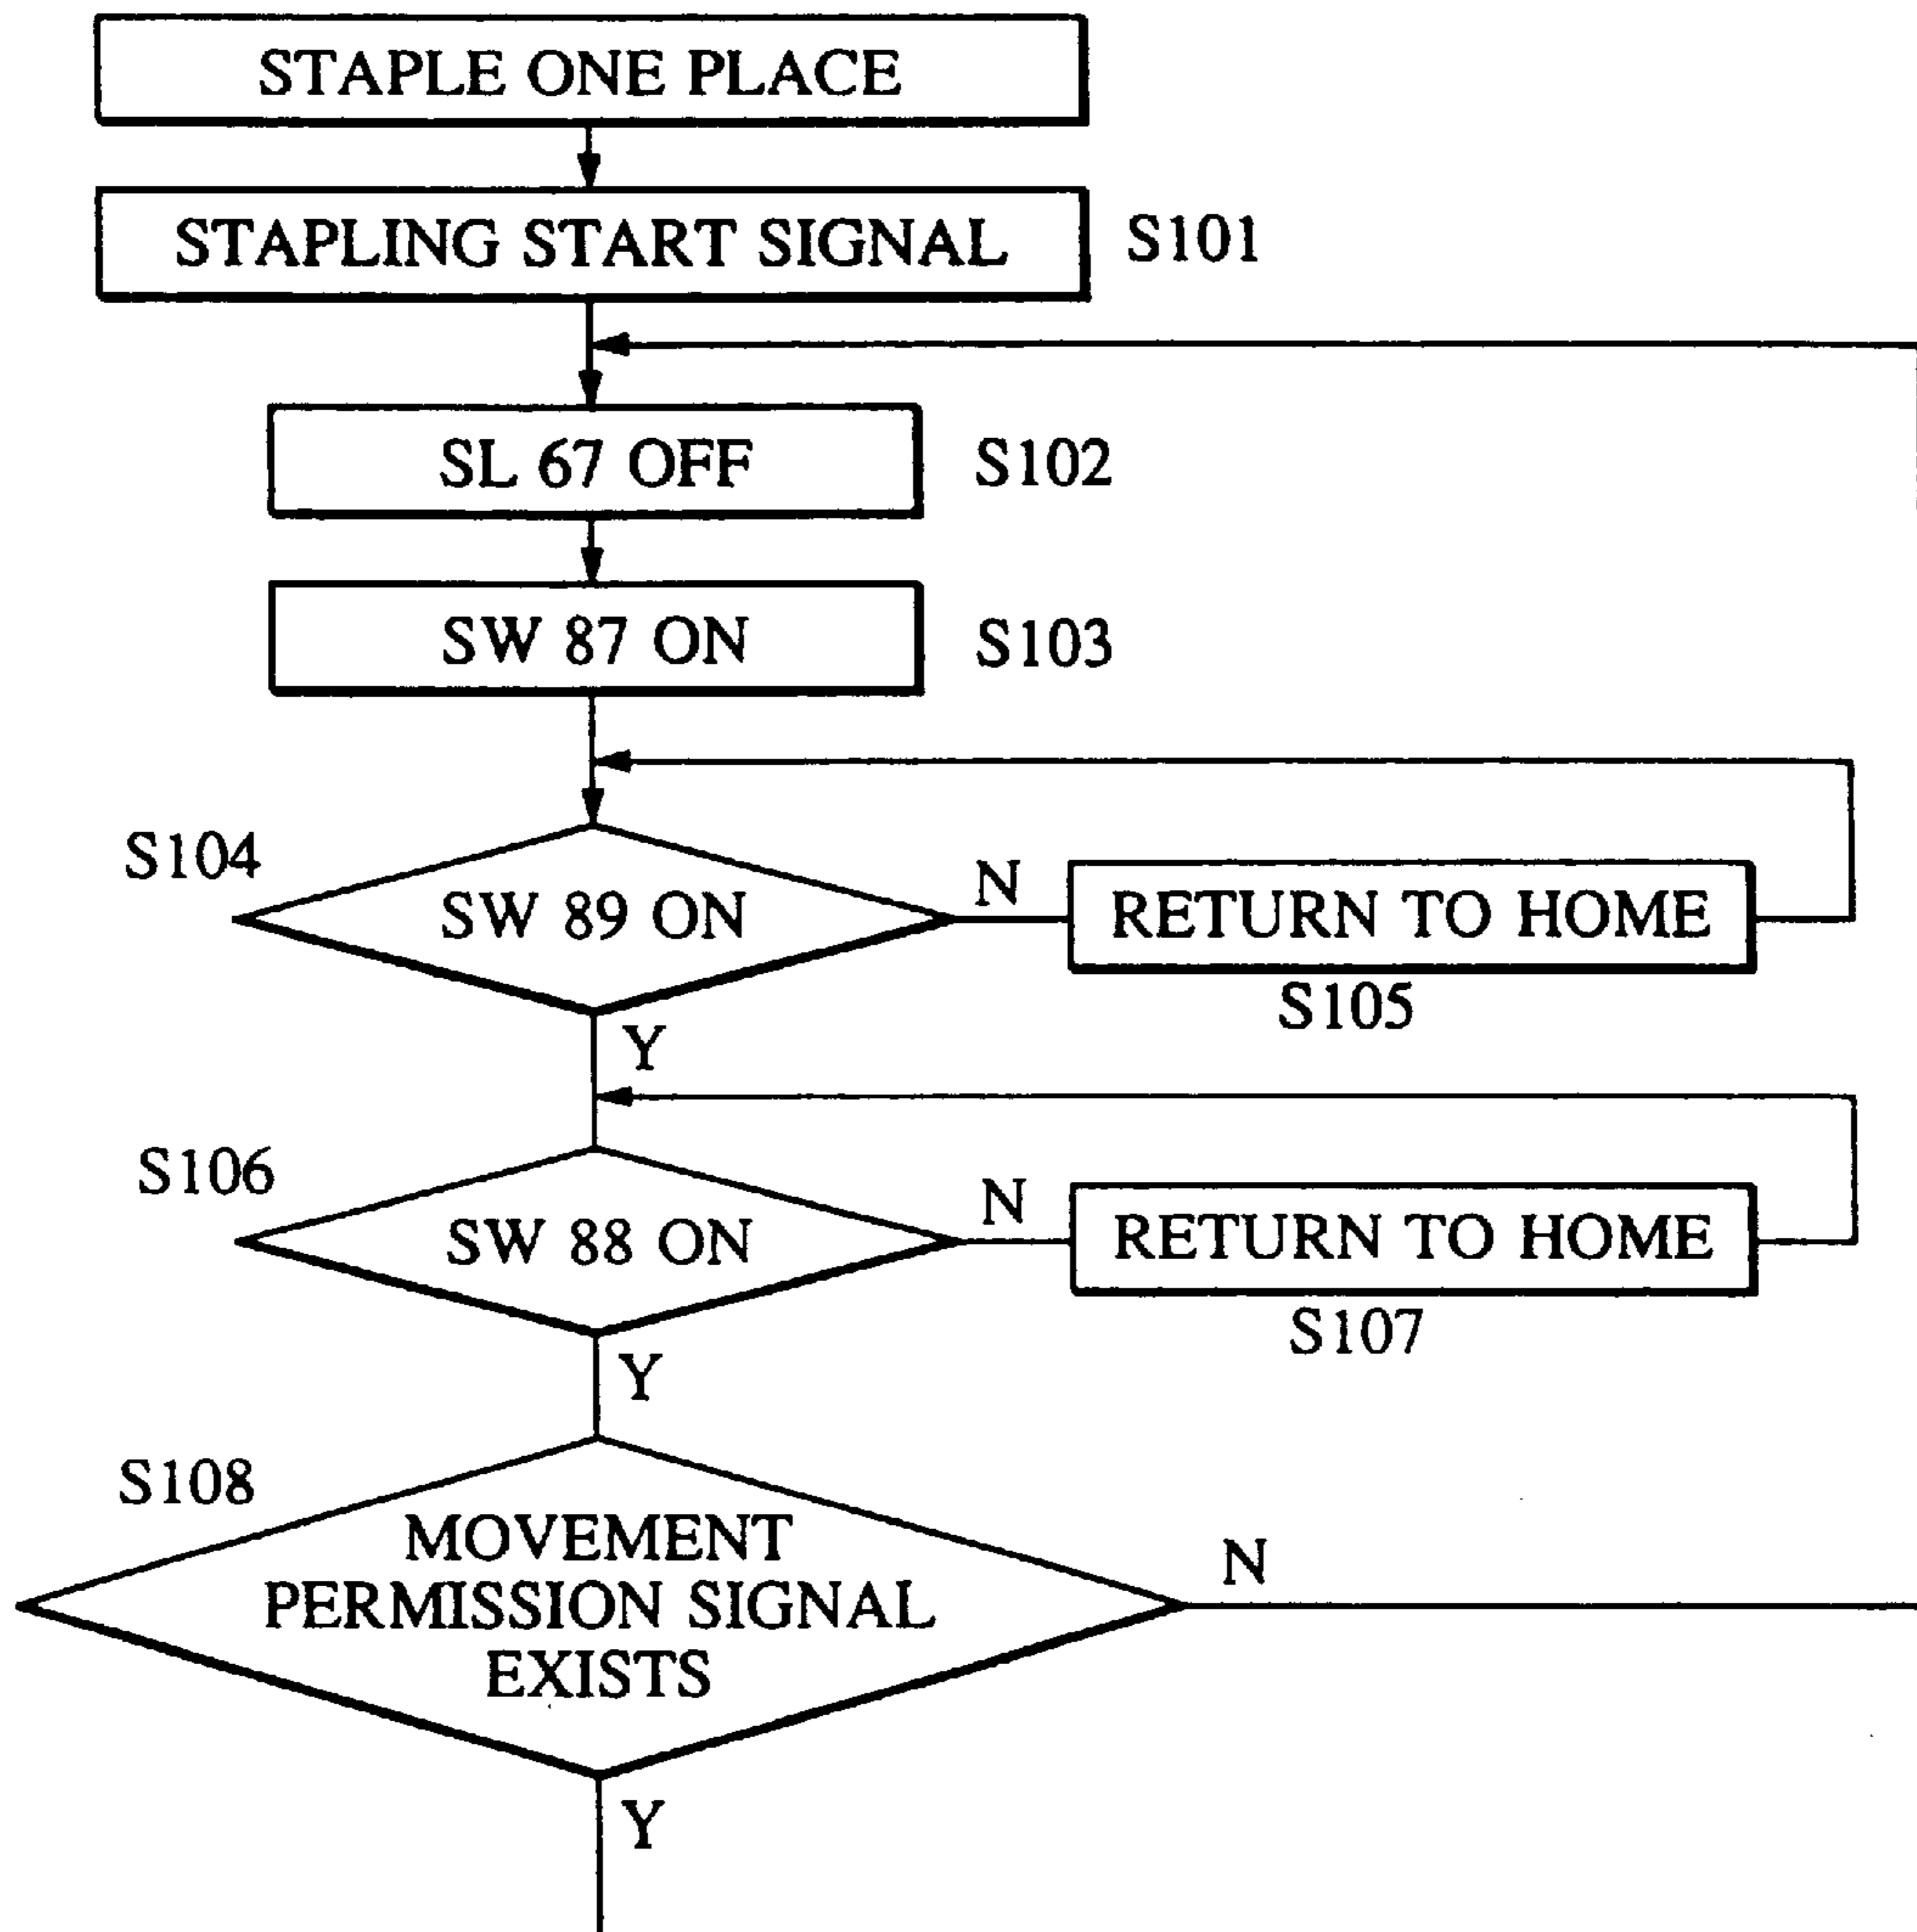 STAPLE ONE PLACE
STAPLING START SIGNAL
S101
SL 67 OFF
S102
SW 87 ON
S103
S104
SW 89 ON
N
RETURN TO HOME
S105
Y
S106
SW 88 ON
N
RETURN TO HOME
S107
Y
S108
MOVEMENT
PERMISSION SIGNAL
EXISTS
N
Y